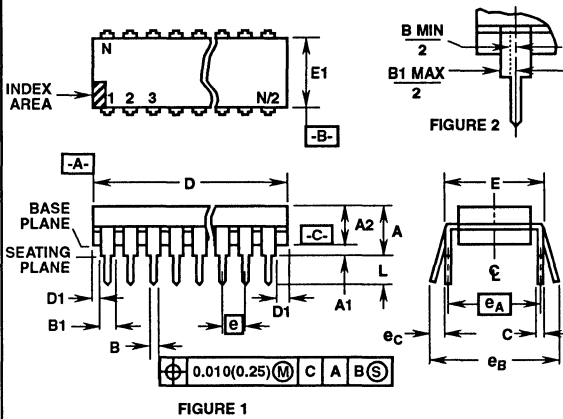 N
INDEX
AREA
1 2 3 N/2
E1
-B-
B MIN
2
B1 MAX
2
FIGURE 2
-A-
D
E
BASE
PLANE
A2
A
-C-
SEATING
PLANE
L
D1
D1
A1
B1
B
e
eA
eC
C
eB
⌖ 0.010(0.25) Ⓜ C A B Ⓢ
FIGURE 1